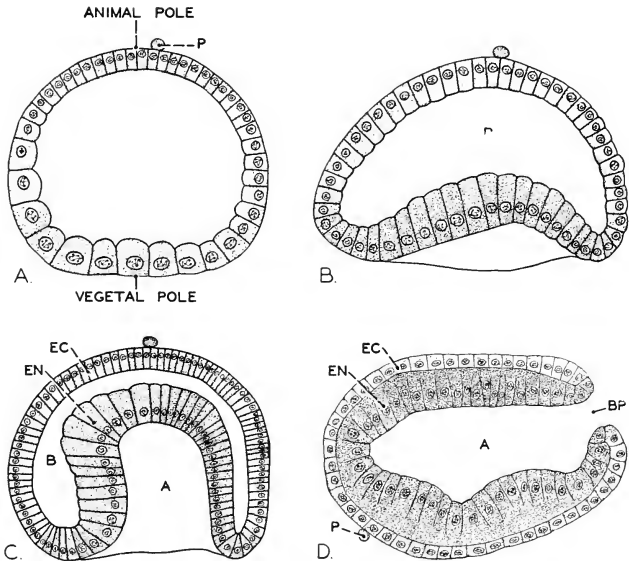 ANIMAL POLE
P
A.
VEGETAL POLE
B.
EC
EN
B
A
C.
EC
EN
BP
A
P
D.